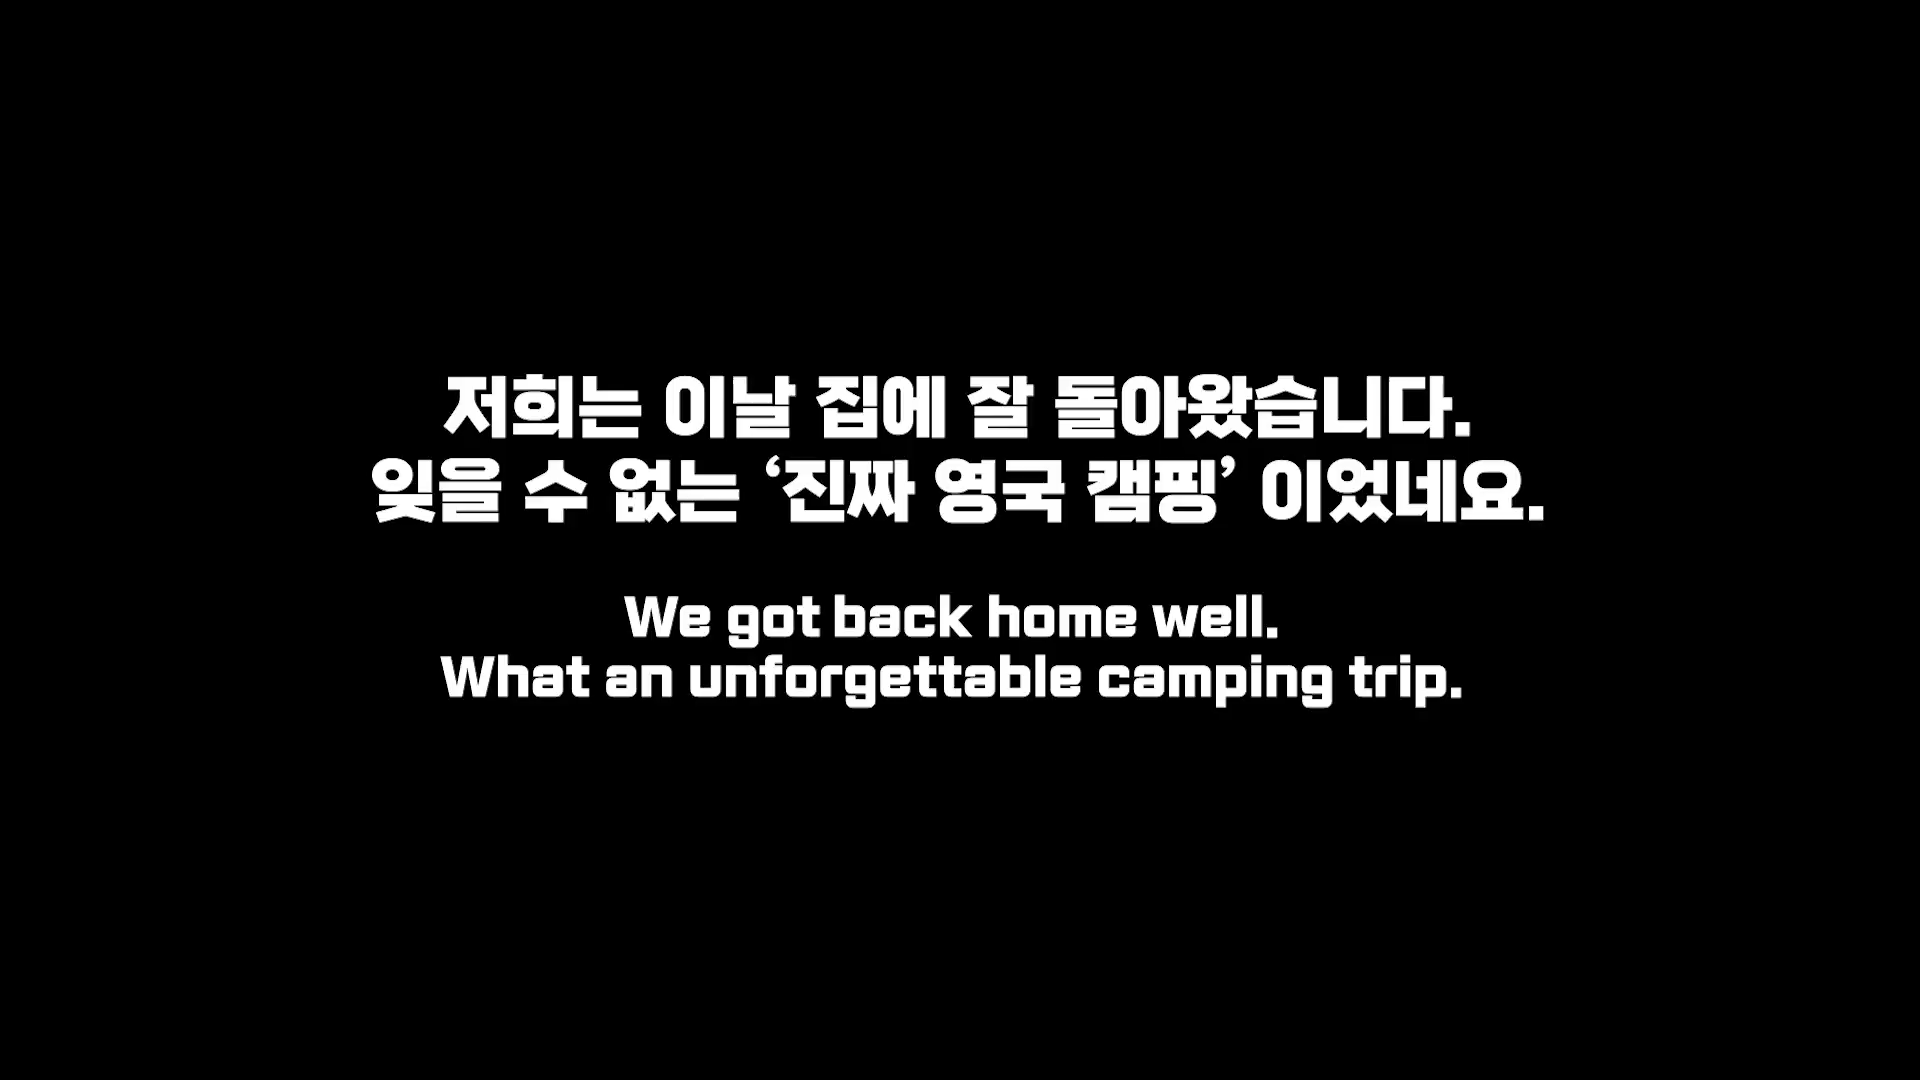 저희는 이날 집에 잘 돌아왔습니다.
잊을 수 없는 ‘진짜 영국 캠핑’ 이었네요.
We got back home well.
What an unforgettable camping trip.